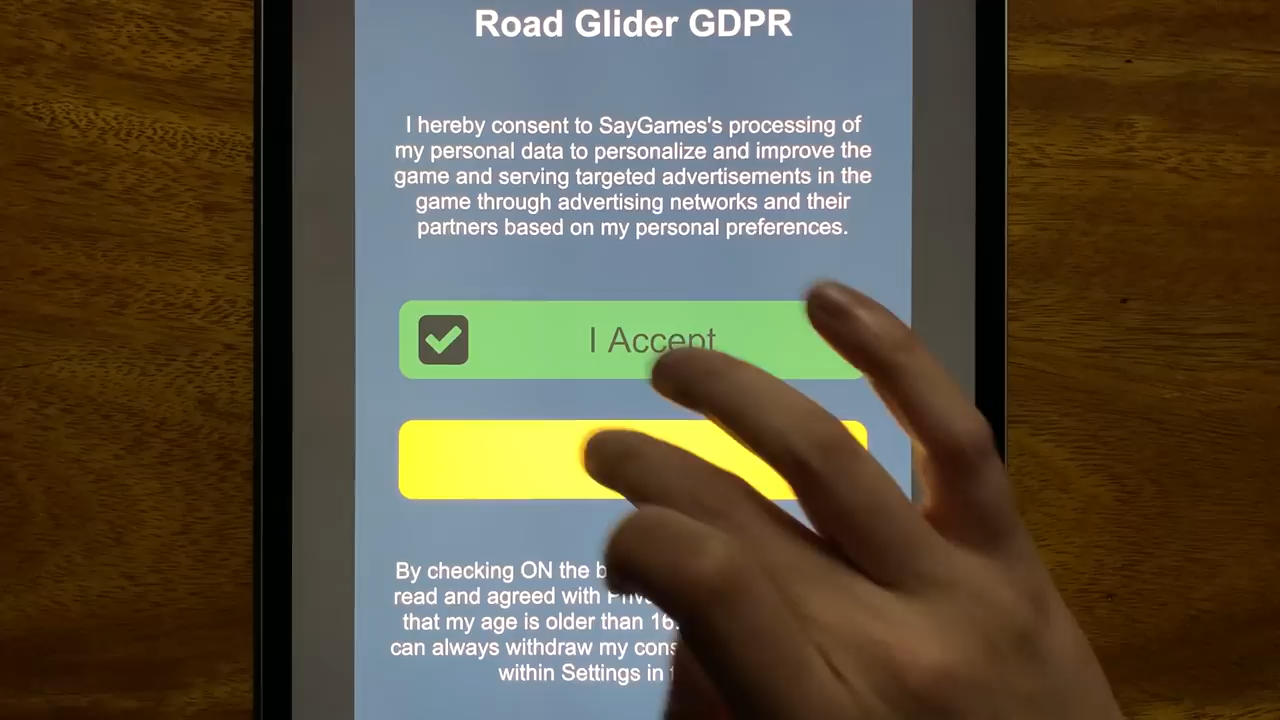 Road Glider GDPR
I hereby consent to SayGames's processing of
my personal data to personalize and improve the
game and serving targeted advertisements in the
game through advertising networks and their
partners based on my personal preferences.
I Accept
By checking ON the
read and agreed with
that my age is older than 16
can always withdraw my
within Settings in